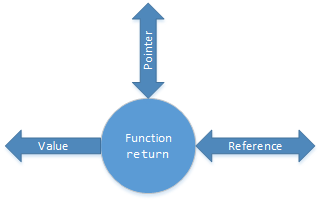 Pointer
Value
Function
return
Reference